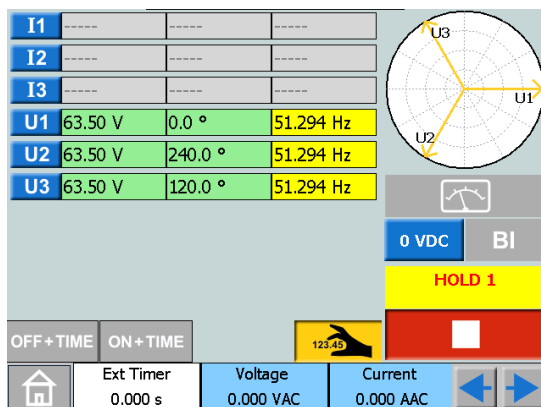 I1 ----- ----- -----
I2 ----- ----- -----
I3 ----- ----- -----
U1 63.50 V 0.0 ° 51.294 Hz
U2 63.50 V 240.0 ° 51.294 Hz
U3 63.50 V 120.0 ° 51.294 Hz
U3
U1
U2
0 VDC BI
HOLD 1
OFF+TIME ON+TIME 123.45
Ext Timer Voltage Current
0.000 s 0.000 VAC 0.000 AAC